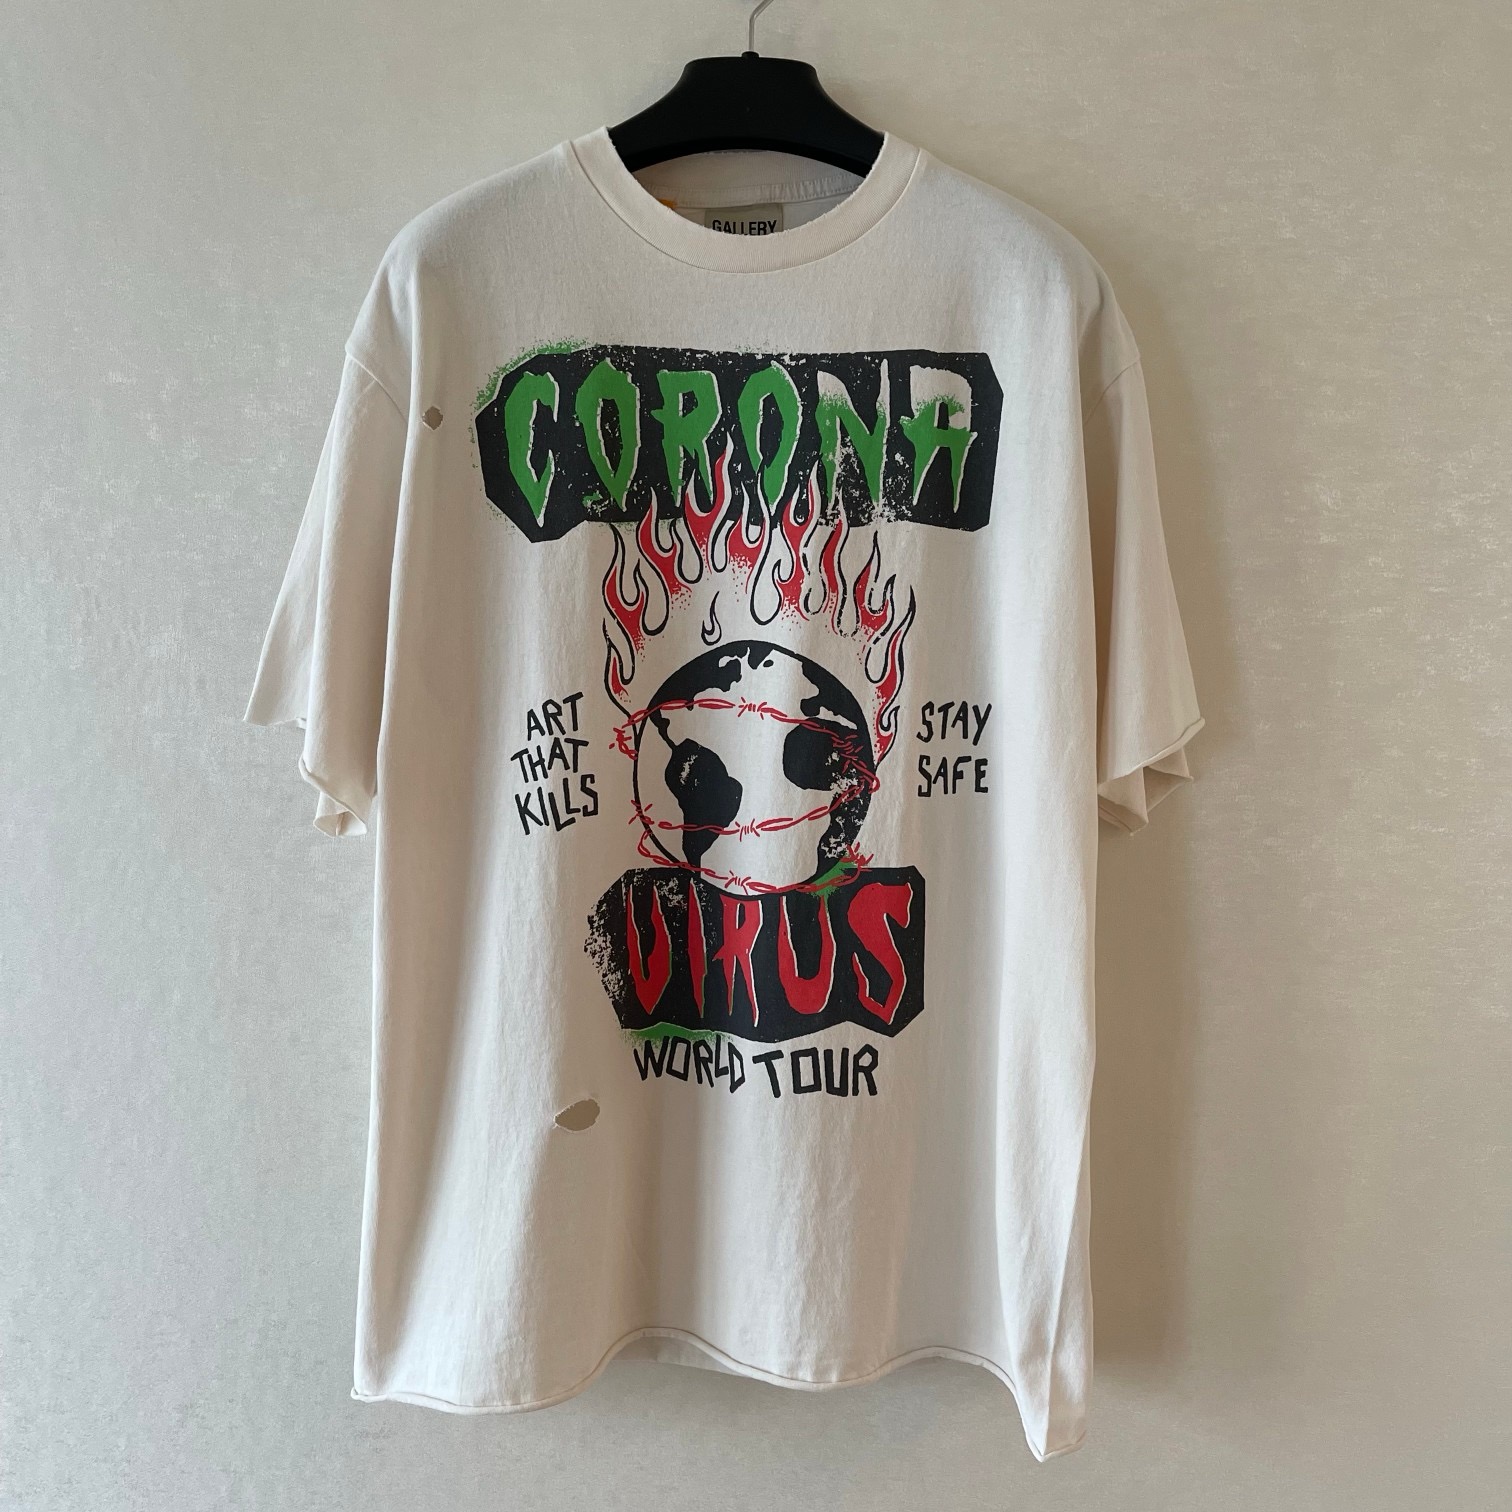 GALLERY
CORONA
ART
THAT
KILLS
STAY
SAFE
VIRUS
WORLD TOUR